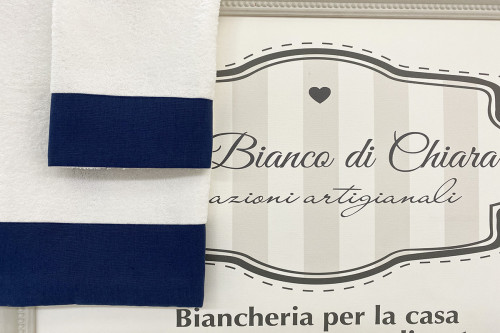 Bianco di Chiara
azioni artigianali
Biancheria per la casa